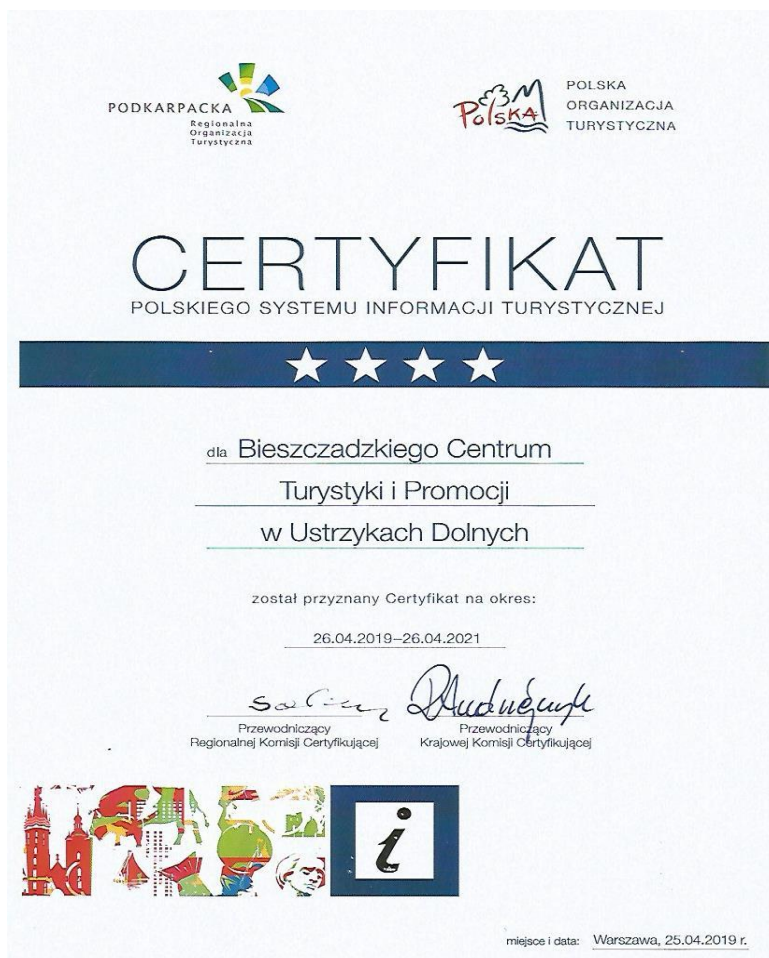 PODKARPACKA
Regionalna
Organizacja
Turystyczna
Polska
POLSKA
ORGANIZACJA
TURYSTYCZNA
CERTYFIKAT
POLSKIEGO SYSTEMU INFORMACJI TURYSTYCZNEJ
dla Bieszczadzkiego Centrum
Turystyki i Promocji
w Ustrzykach Dolnych
został przyznany Certyfikat na okres:
26.04.2019–26.04.2021
Przewodniczący
Regionalnej Komisji Certyfikującej
Przewodniczący
Krajowej Komisji Certyfikującej
i
miejsce i data: Warszawa, 25.04.2019 r.